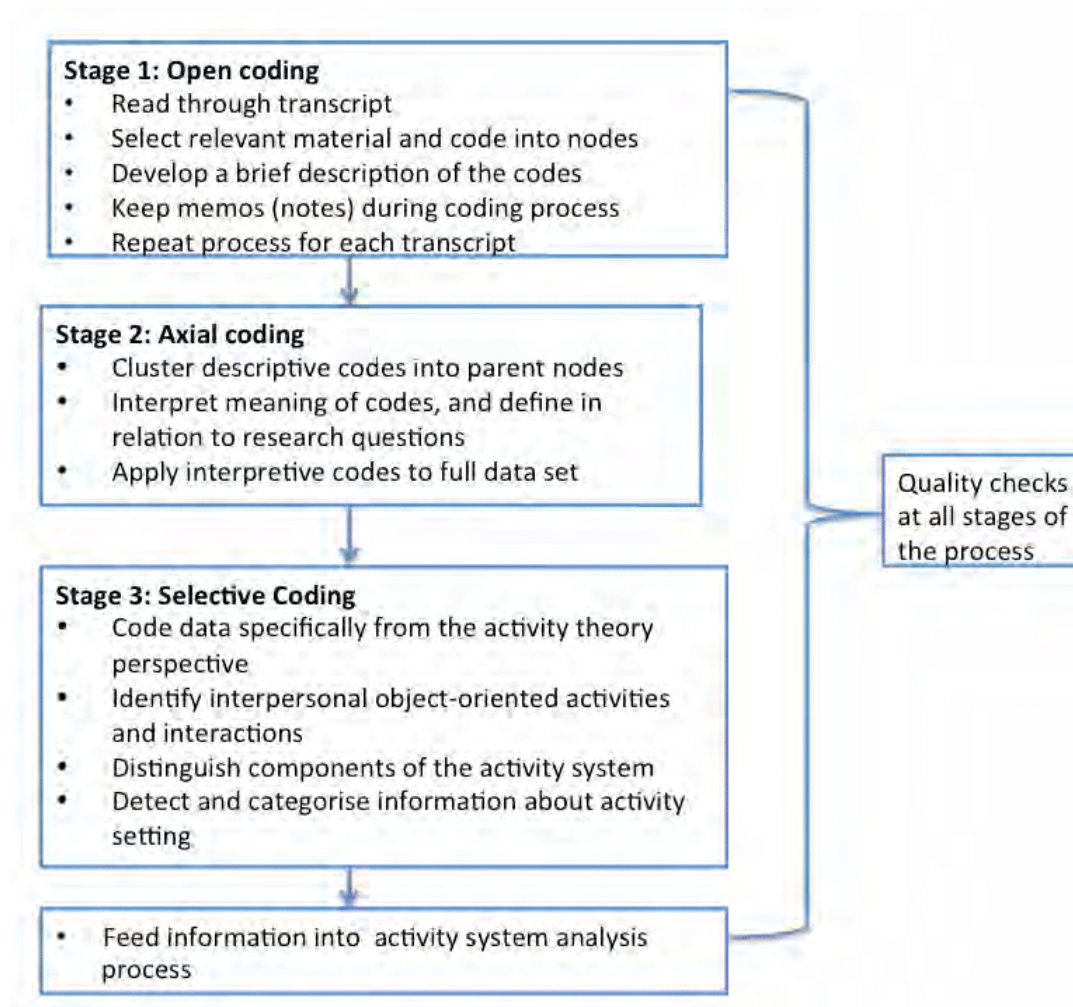 Stage 1: Open coding
• Read through transcript
• Select relevant material and code into nodes
• Develop a brief description of the codes
• Keep memos (notes) during coding process
• Repeat process for each transcript
Stage 2: Axial coding
• Cluster descriptive codes into parent nodes
• Interpret meaning of codes, and define in
relation to research questions
• Apply interpretive codes to full data set
Stage 3: Selective Coding
• Code data specifically from the activity theory
perspective
• Identify interpersonal object-oriented activities
and interactions
• Distinguish components of the activity system
• Detect and categorise information about activity
setting
• Feed information into activity system analysis
process
Quality checks
at all stages of
the process